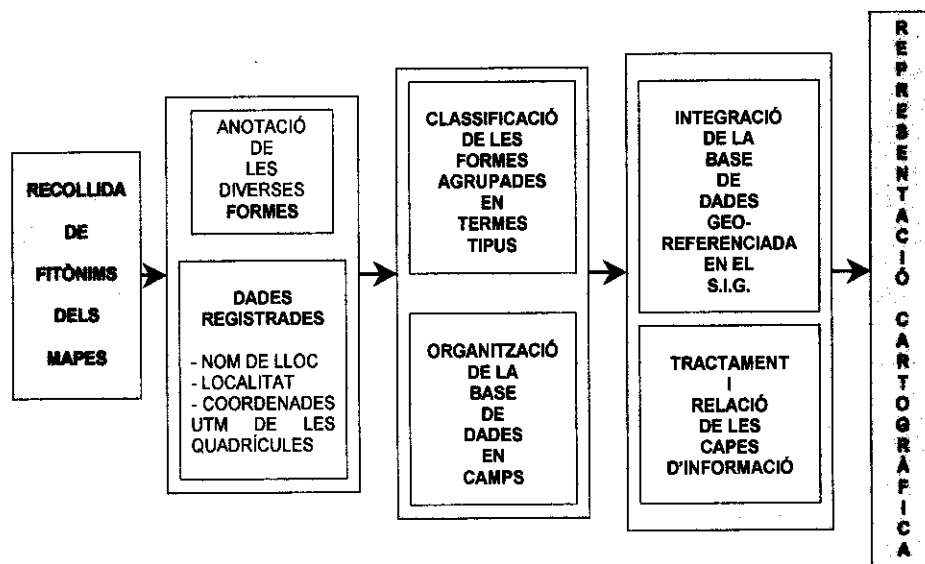 RECOLLIDA
DE
FITÒNIMS
DELS
MAPES
ANOTACIÓ
DE
LES
DIVERSES
FORMES
DADES
REGISTRADES
- NOM DE LLOC
- LOCALITAT
- COORDENADES
UTM DE LES
QUADRÍCULES
CLASSIFICACIÓ
DE LES
FORMES
AGRUPADES
EN
TERMES
TIPUS
ORGANITZACIÓ
DE LA
BASE
DE
DADES
EN
CAMPS
INTEGRACIÓ
DE LA
BASE
DE
DADES
GEO-
REFERENCIADA
EN EL
S.I.G.
TRACTAMENT
I
RELACIÓ
DE LES
CAPES
D'INFORMACIÓ
REPRESENTACIÓ CARTOGRÀFICA